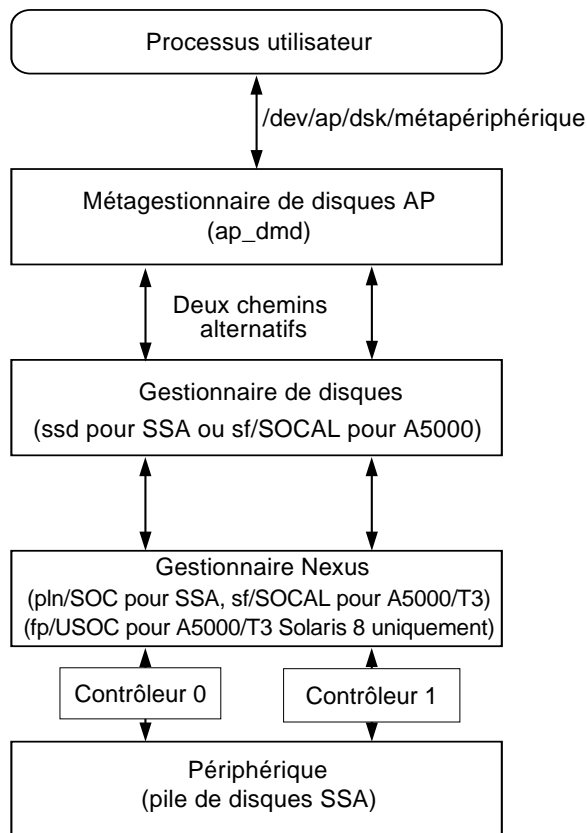 Processus utilisateur
/dev/ap/dsk/métapériphérique
Métagestionnaire de disques AP
(ap_dmd)
Deux chemins
alternatifs
Gestionnaire de disques
(ssd pour SSA ou sf/SOCAL pour A5000)
Gestionnaire Nexus
(pln/SOC pour SSA, sf/SOCAL pour A5000/T3)
(fp/USOC pour A5000/T3 Solaris 8 uniquement)
Contrôleur 0
Contrôleur 1
Périphérique
(pile de disques SSA)